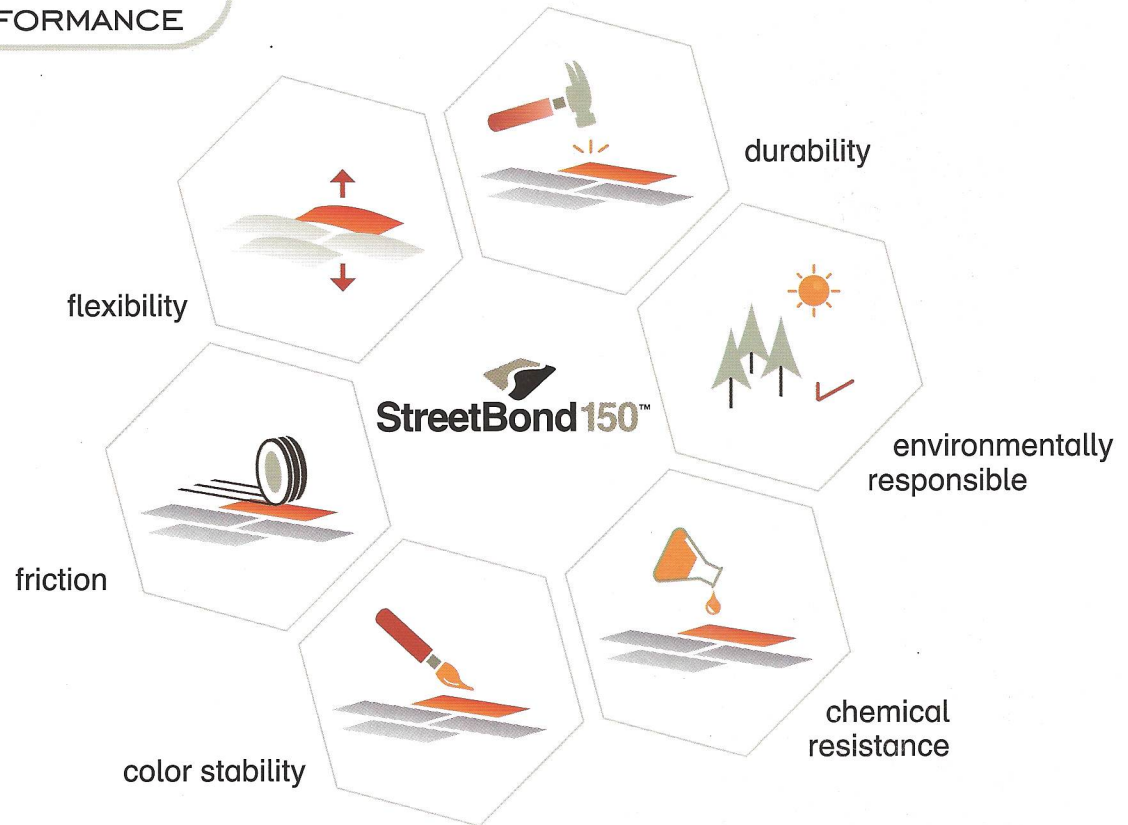 FORMANCE
durability
flexibility
StreetBond150™
environmentally
responsible
friction
chemical
resistance
color stability